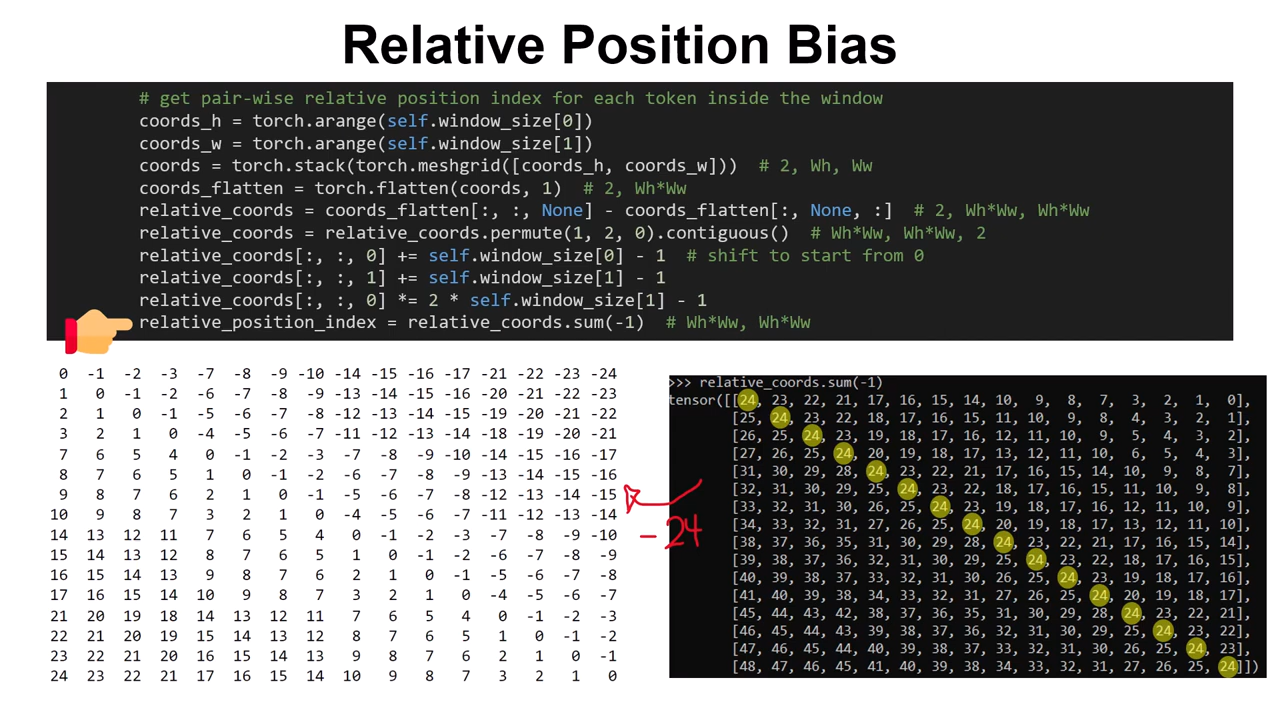 Relative Position Bias
# get pair-wise relative position index for each token inside the window
coords_h = torch.arange(self.window_size[0])
coords_w = torch.arange(self.window_size[1])
coords = torch.stack(torch.meshgrid([coords_h, coords_w])) # 2, Wh, Ww
coords_flatten = torch.flatten(coords, 1) # 2, Wh*Ww
relative_coords = coords_flatten[:, :, None] - coords_flatten[:, None, :] # 2, Wh*Ww, Wh*Ww
relative_coords = relative_coords.permute(1, 2, 0).contiguous() # Wh*Ww, Wh*Ww, 2
relative_coords[:, :, 0] += self.window_size[0] - 1 # shift to start from 0
relative_coords[:, :, 1] += self.window_size[1] - 1
relative_coords[:, :, 0] *= 2 * self.window_size[1] - 1
relative_position_index = relative_coords.sum(-1) # Wh*Ww, Wh*Ww
0 -1 -2 -3 -7 -8 -9 -10 -14 -15 -16 -17 -21 -22 -23 -24
1 0 -1 -2 -6 -7 -8 -9 -13 -14 -15 -16 -20 -21 -22 -23
2 1 0 -1 -5 -6 -7 -8 -12 -13 -14 -15 -19 -20 -21 -22
3 2 1 0 -4 -5 -6 -7 -11 -12 -13 -14 -18 -19 -20 -21
7 6 5 4 0 -1 -2 -3 -7 -8 -9 -10 -14 -15 -16 -17
8 7 6 5 1 0 -1 -2 -6 -7 -8 -9 -13 -14 -15 -16
9 8 7 6 2 1 0 -1 -5 -6 -7 -8 -12 -13 -14 -15
10 9 8 7 3 2 1 0 -4 -5 -6 -7 -11 -12 -13 -14
14 13 12 11 7 6 5 4 0 -1 -2 -3 -7 -8 -9 -10
15 14 13 12 8 7 6 5 1 0 -1 -2 -6 -7 -8 -9
16 15 14 13 9 8 7 6 2 1 0 -1 -5 -6 -7 -8
17 16 15 14 10 9 8 7 3 2 1 0 -4 -5 -6 -7
21 20 19 18 14 13 12 11 7 6 5 4 0 -1 -2 -3
22 21 20 19 15 14 13 12 8 7 6 5 1 0 -1 -2
23 22 21 20 16 15 14 13 9 8 7 6 2 1 0 -1
24 23 22 21 17 16 15 14 10 9 8 7 3 2 1 0
-24
>>> relative_coords.sum(-1)
tensor([[24, 23, 22, 21, 17, 16, 15, 14, 10, 9, 8, 7, 3, 2, 1, 0],
[25, 24, 23, 22, 18, 17, 16, 15, 11, 10, 9, 8, 4, 3, 2, 1],
[26, 25, 24, 23, 19, 18, 17, 16, 12, 11, 10, 9, 5, 4, 3, 2],
[27, 26, 25, 24, 20, 19, 18, 17, 13, 12, 11, 10, 6, 5, 4, 3],
[31, 30, 29, 28, 24, 23, 22, 21, 17, 16, 15, 14, 10, 9, 8, 7],
[32, 31, 30, 29, 25, 24, 23, 22, 18, 17, 16, 15, 11, 10, 9, 8],
[33, 32, 31, 30, 26, 25, 24, 23, 19, 18, 17, 16, 12, 11, 10, 9],
[34, 33, 32, 31, 27, 26, 25, 24, 20, 19, 18, 17, 13, 12, 11, 10],
[38, 37, 36, 35, 31, 30, 29, 28, 24, 23, 22, 21, 17, 16, 15, 14],
[39, 38, 37, 36, 32, 31, 30, 29, 25, 24, 23, 22, 18, 17, 16, 15],
[40, 39, 38, 37, 33, 32, 31, 30, 26, 25, 24, 23, 19, 18, 17, 16],
[41, 40, 39, 38, 34, 33, 32, 31, 27, 26, 25, 24, 20, 19, 18, 17],
[45, 44, 43, 42, 38, 37, 36, 35, 31, 30, 29, 28, 24, 23, 22, 21],
[46, 45, 44, 43, 39, 38, 37, 36, 32, 31, 30, 29, 25, 24, 23, 22],
[47, 46, 45, 44, 40, 39, 38, 37, 33, 32, 31, 30, 26, 25, 24, 23],
[48, 47, 46, 45, 41, 40, 39, 38, 34, 33, 32, 31, 27, 26, 25, 24]])